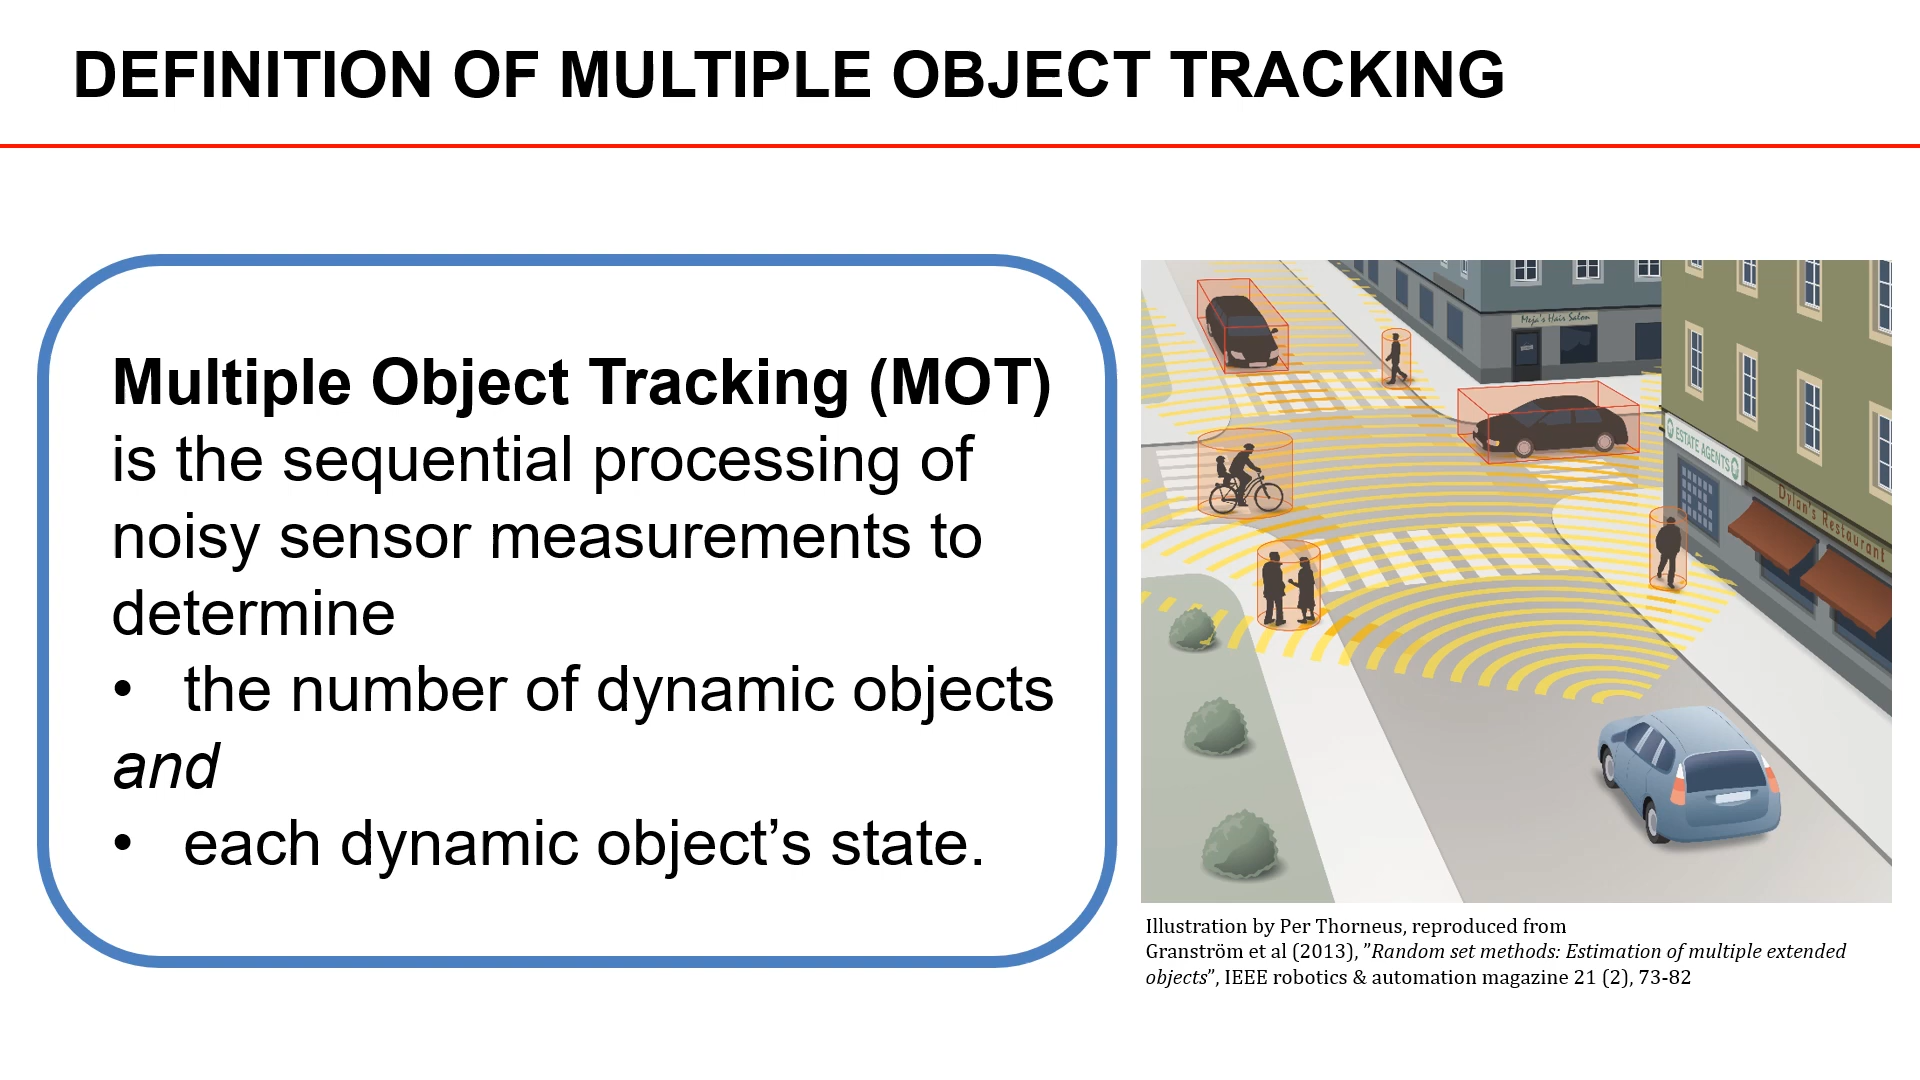 DEFINITION OF MULTIPLE OBJECT TRACKING
Multiple Object Tracking (MOT)
is the sequential processing of
noisy sensor measurements to
determine
• the number of dynamic objects
and
• each dynamic object’s state.
Meja's Hair Salon
ESTATE AGENTS
Dylan's Restaurant
Illustration by Per Thorneus, reproduced from
Granström et al (2013), ”Random set methods: Estimation of multiple extended
objects”, IEEE robotics & automation magazine 21 (2), 73-82